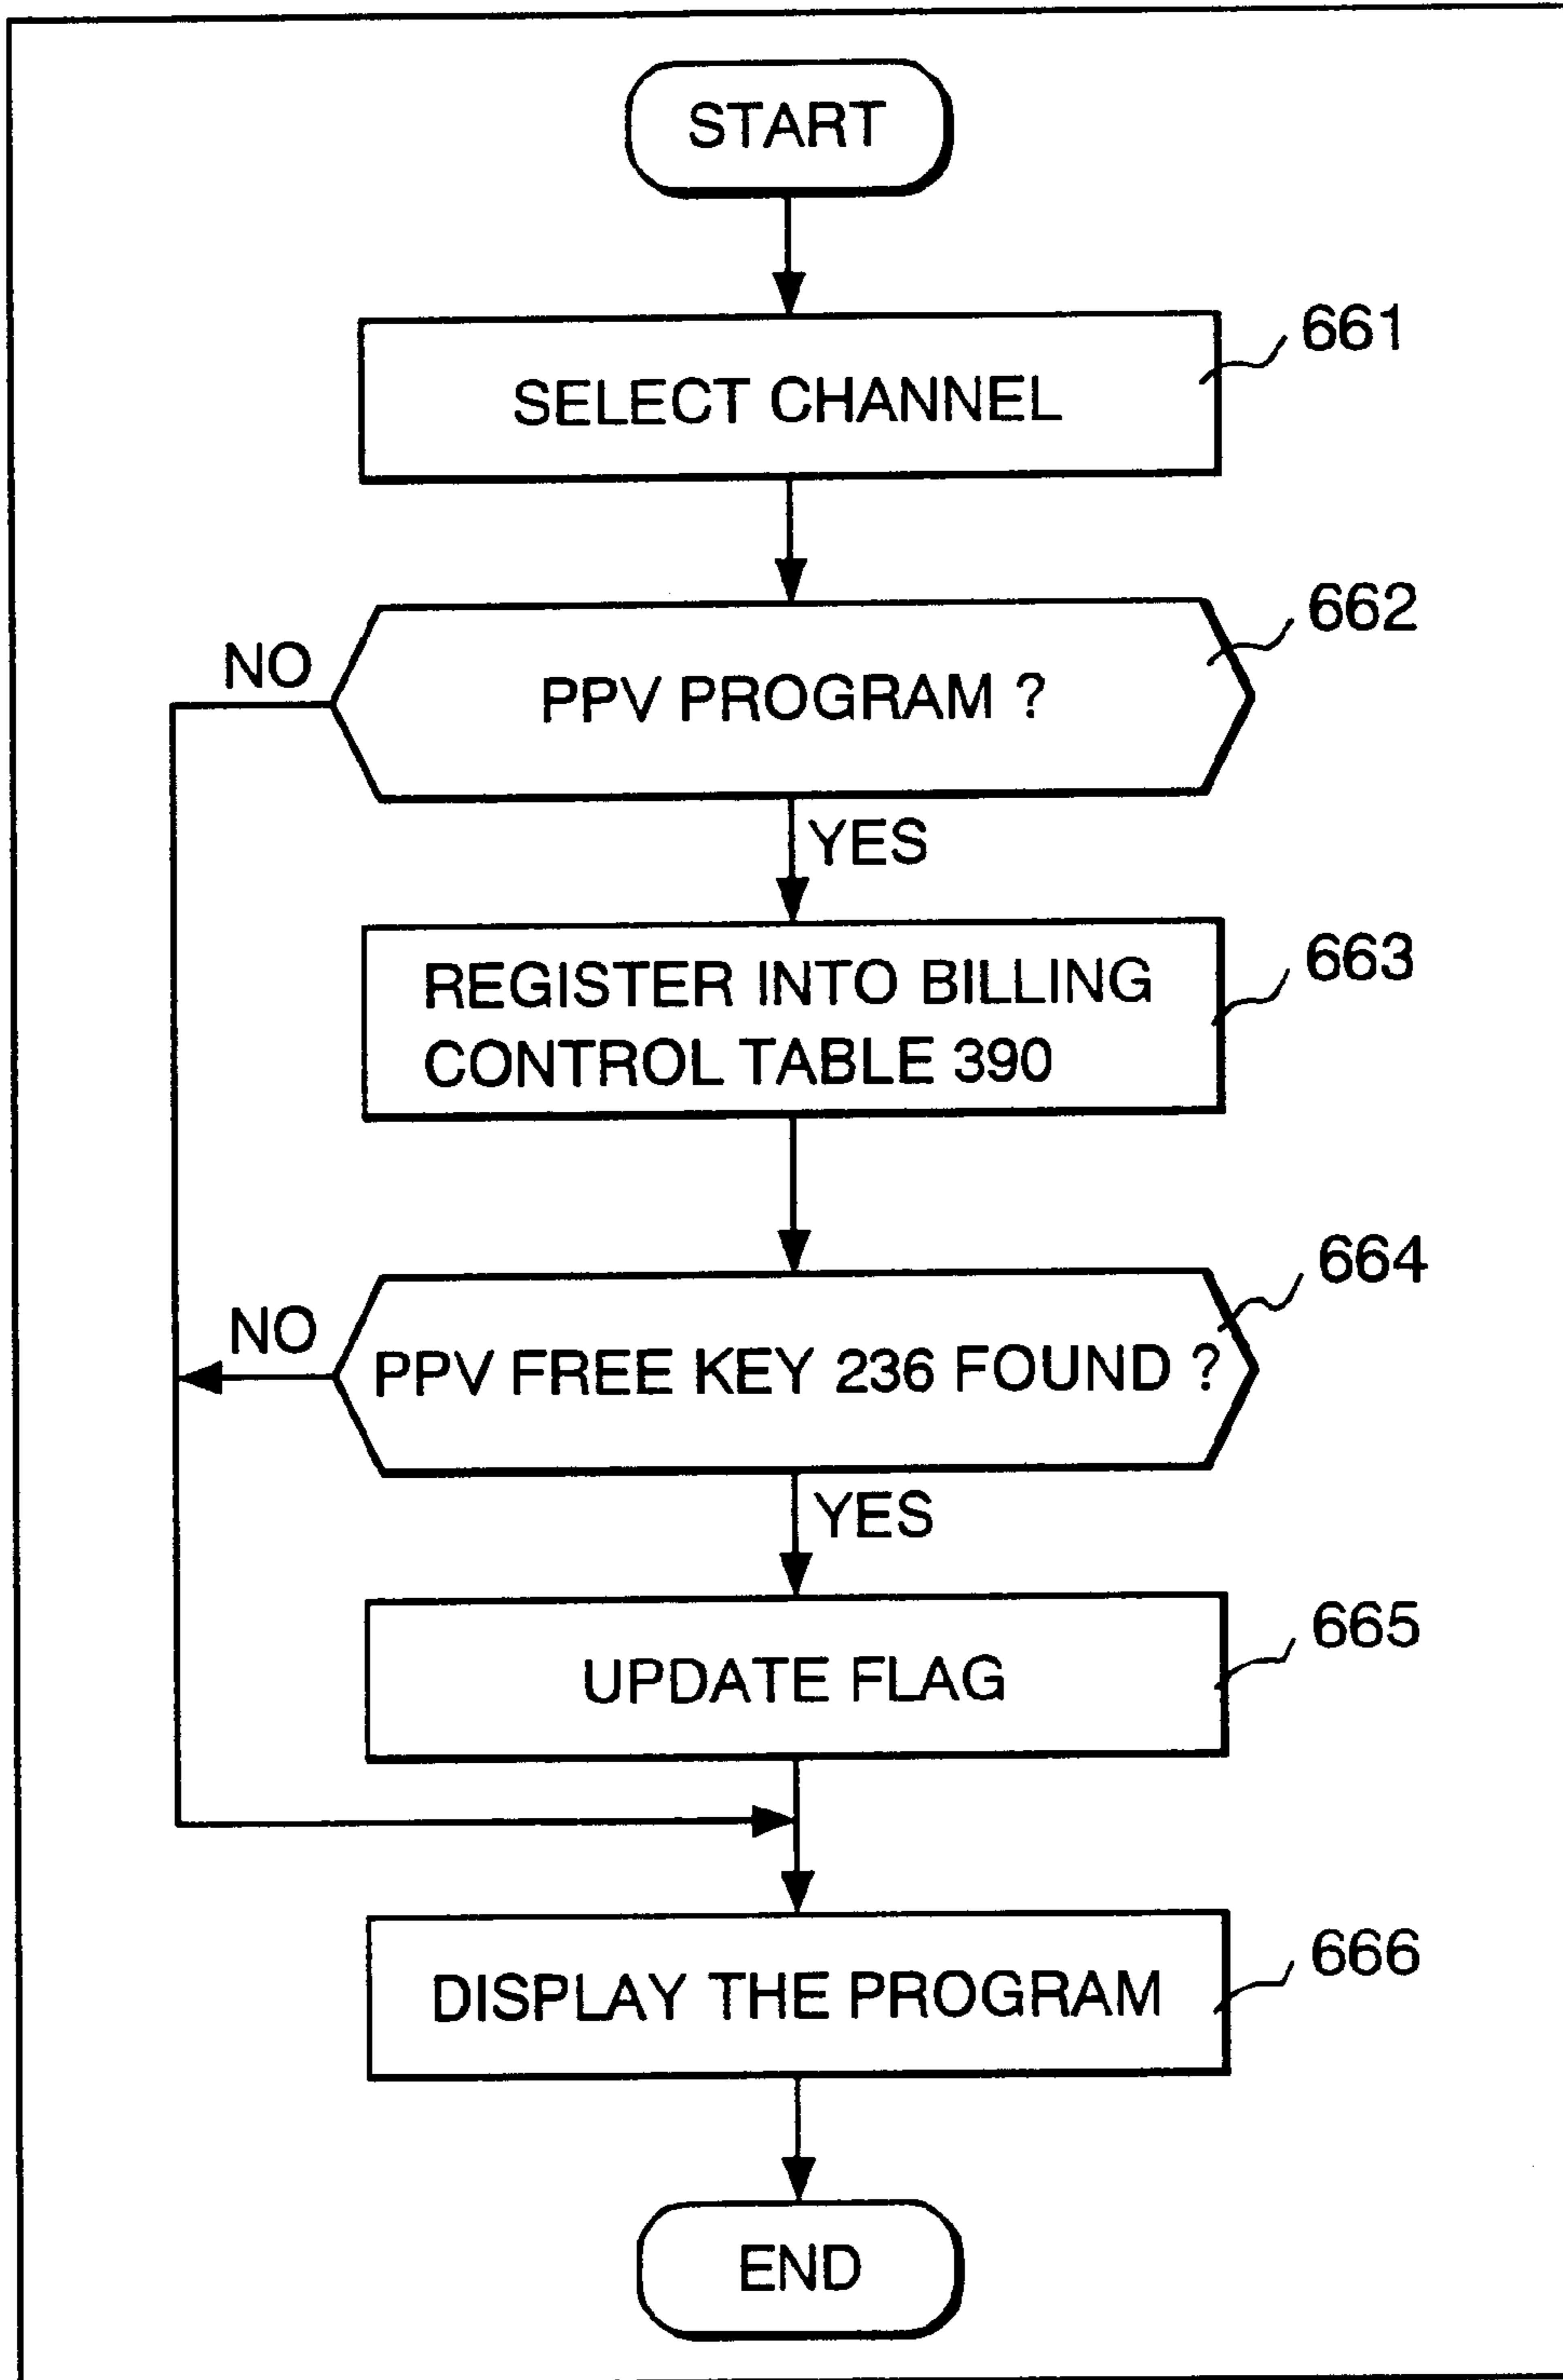 START
661
SELECT CHANNEL
662
NO
PPV PROGRAM ?
YES
663
REGISTER INTO BILLING
CONTROL TABLE 390
664
NO
PPV FREE KEY 236 FOUND ?
YES
665
UPDATE FLAG
666
DISPLAY THE PROGRAM
END